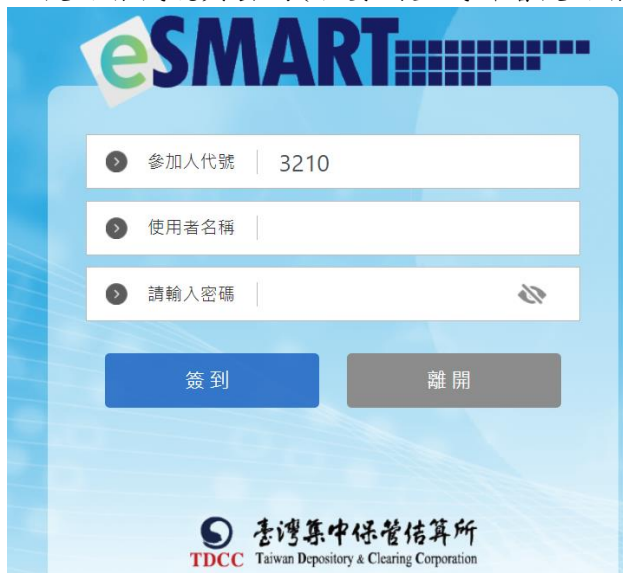 eSMART
參加人代號 3210
使用者名稱
請輸入密碼
簽到 離開
臺灣集中保管結算所
TDCC Taiwan Depository & Clearing Corporation